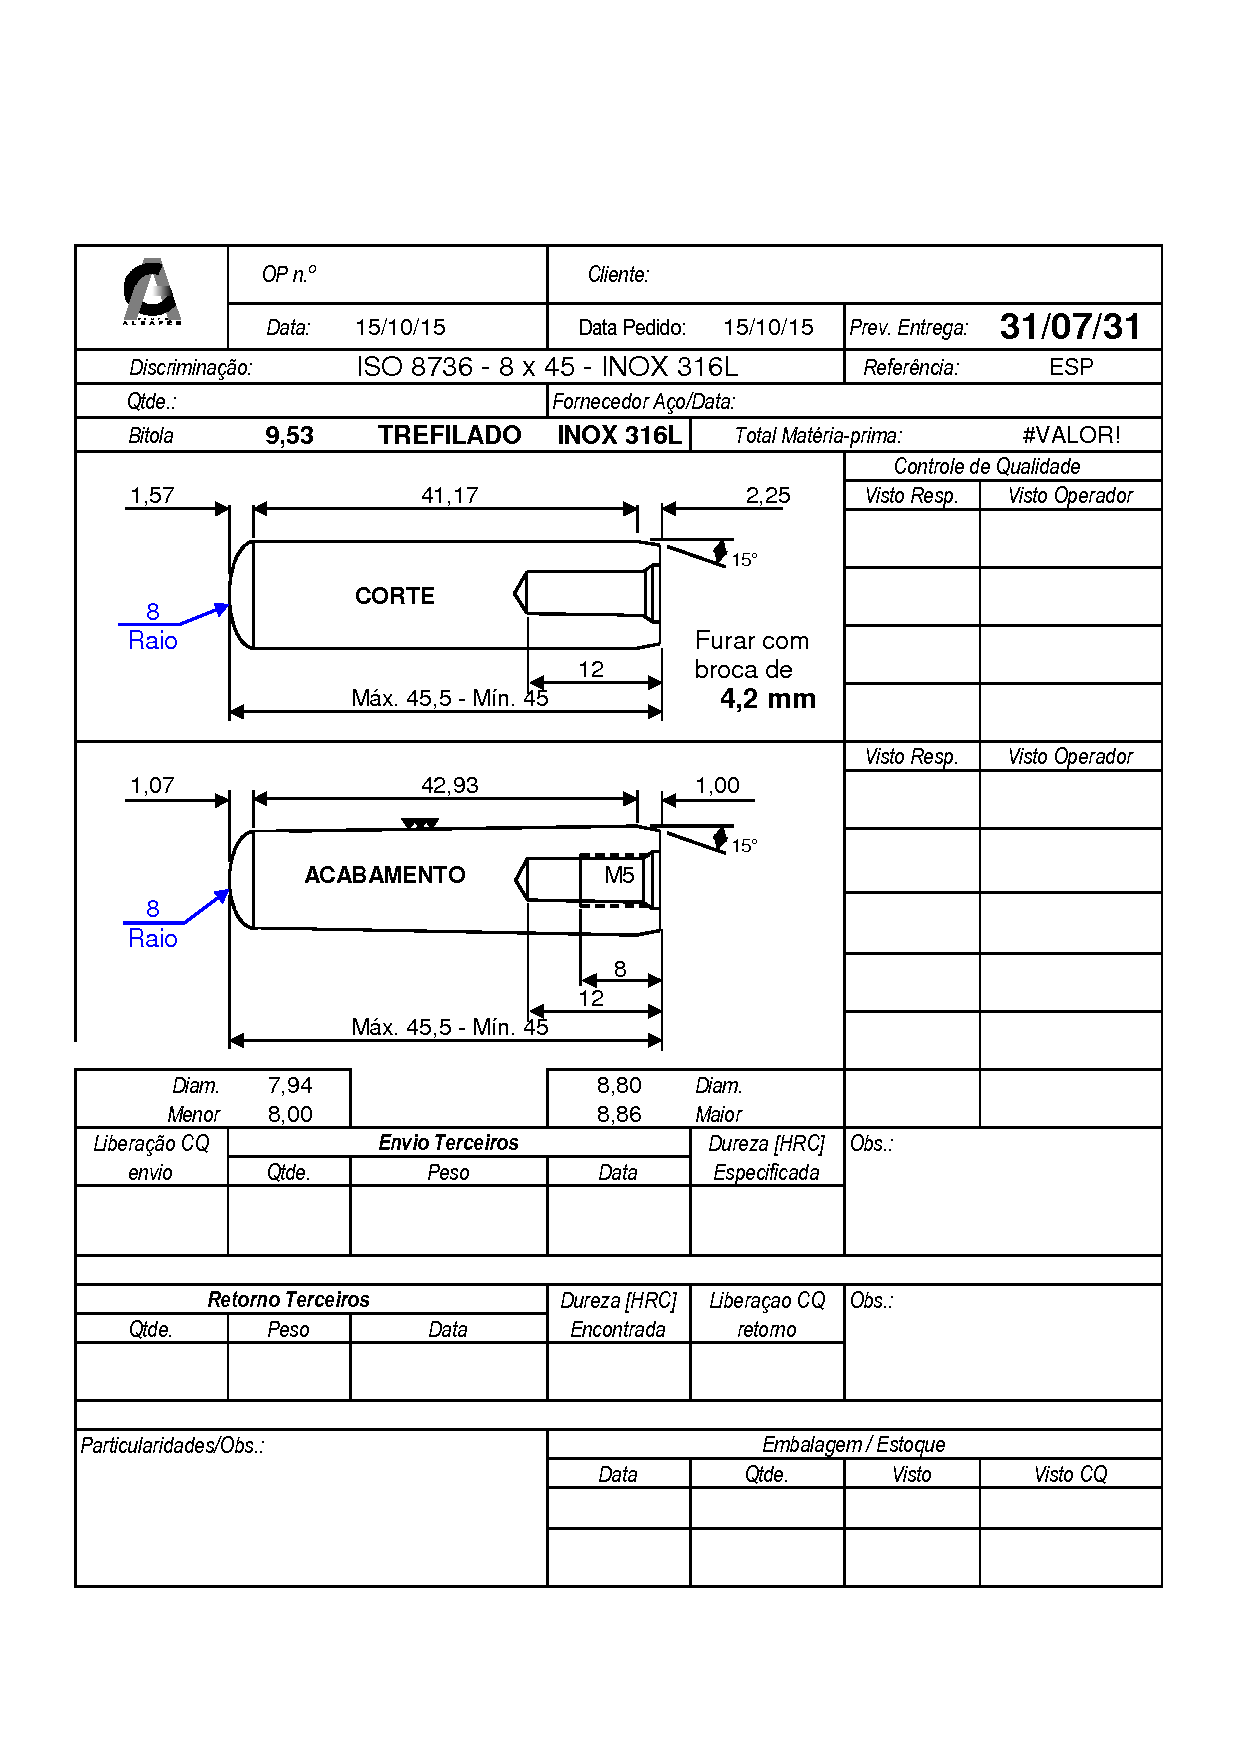 GRUPO
ALBAFER
OP n.º
Cliente:
Data: 15/10/15 Data Pedido: 15/10/15 Prev. Entrega: 31/07/31
Discriminação: ISO 8736 - 8 x 45 - INOX 316L Referência: ESP
Qtde.: Fornecedor Aço/Data:
Bitola 9,53 TREFILADO INOX 316L Total Matéria-prima: #VALOR!
Controle de Qualidade
Visto Resp. Visto Operador
1,57 41,17 2,25
15°
CORTE
8
Raio
Furar com
broca de
4,2 mm
12
Máx. 45,5 - Mín. 45
Visto Resp. Visto Operador
1,07 42,93 1,00
15°
ACABAMENTO M5
8
Raio
8
12
Máx. 45,5 - Mín. 45
Diam. 7,94 8,80 Diam.
Menor 8,00 8,86 Maior
Liberação CQ Envio Terceiros Dureza [HRC] Obs.:
envio Qtde. Peso Data Especificada
Retorno Terceiros Dureza [HRC] Liberaçao CQ Obs.:
Qtde. Peso Data Encontrada retorno
Particularidades/Obs.: Embalagem / Estoque
Data Qtde. Visto Visto CQ